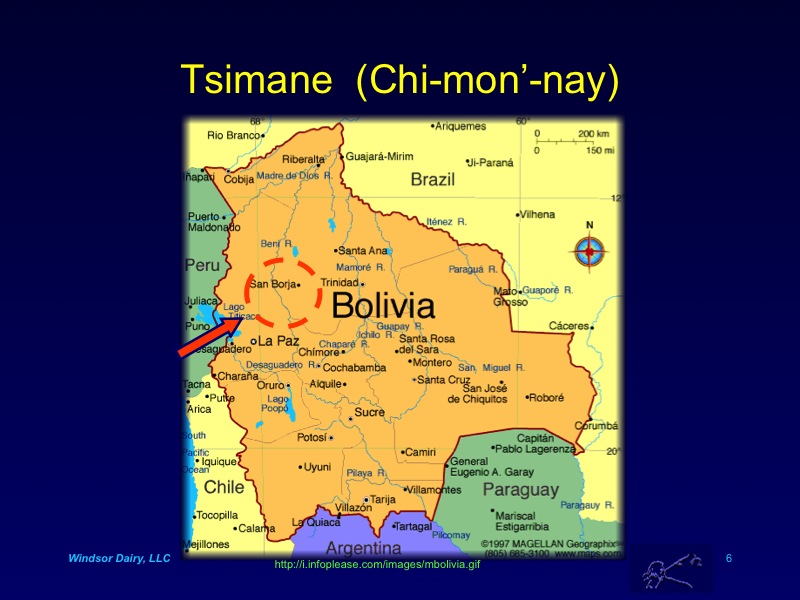 Tsimane (Chi-mon’-nay)
68°
60°
Rio Branco
Ariquemes
0 200 km
0 150 mi
Riberalta
Guajará-Mirim
Ji-Paraná
Iñapari
Cobija
Madre de Dios R.
Brazil
12°
Puerto
Maldonado
Iténez R.
Vilhena
N
Beni R.
Santa Ana
Peru
Mamoré R.
Paraguá R.
San Borja
Trinidad
Mato
Grosso
Guaporé R.
Juliaca
Lago
Titicaca
Bolivia
Puno
Guapay R.
Cáceres
Ichilo R.
Desaguadero
La Paz
Chaparé R.
Santa Rosa
del Sara
Chímore
Montero
Desaguadero R.
Cochabamba
San Miguel R.
Charaña
Tacna
Oruro
Aiquile
Santa Cruz
San José
de Chiquitos
Putre
Lago
Poopó
Roboré
Arica
Sucre
Corumbá
South
Pacific
Ocean
Potosí
Capitán
Pablo Lagerenza
20°
Camiri
Iquique
Uyuni
General
Eugenio A. Garay
Pilaya R.
Chile
Villamontes
Paraguay
Tarija
Villazón
Paraguay R.
Tocopilla
La Quiaca
Mariscal
Estigarribia
Calama
Tartagal
Pilcomay
Mejillones
Argentina
©1997 MAGELLAN Geographix
(805) 685-3100 www.maps.com
Windsor Dairy, LLC
http://i.infoplease.com/images/mbolivia.gif
6